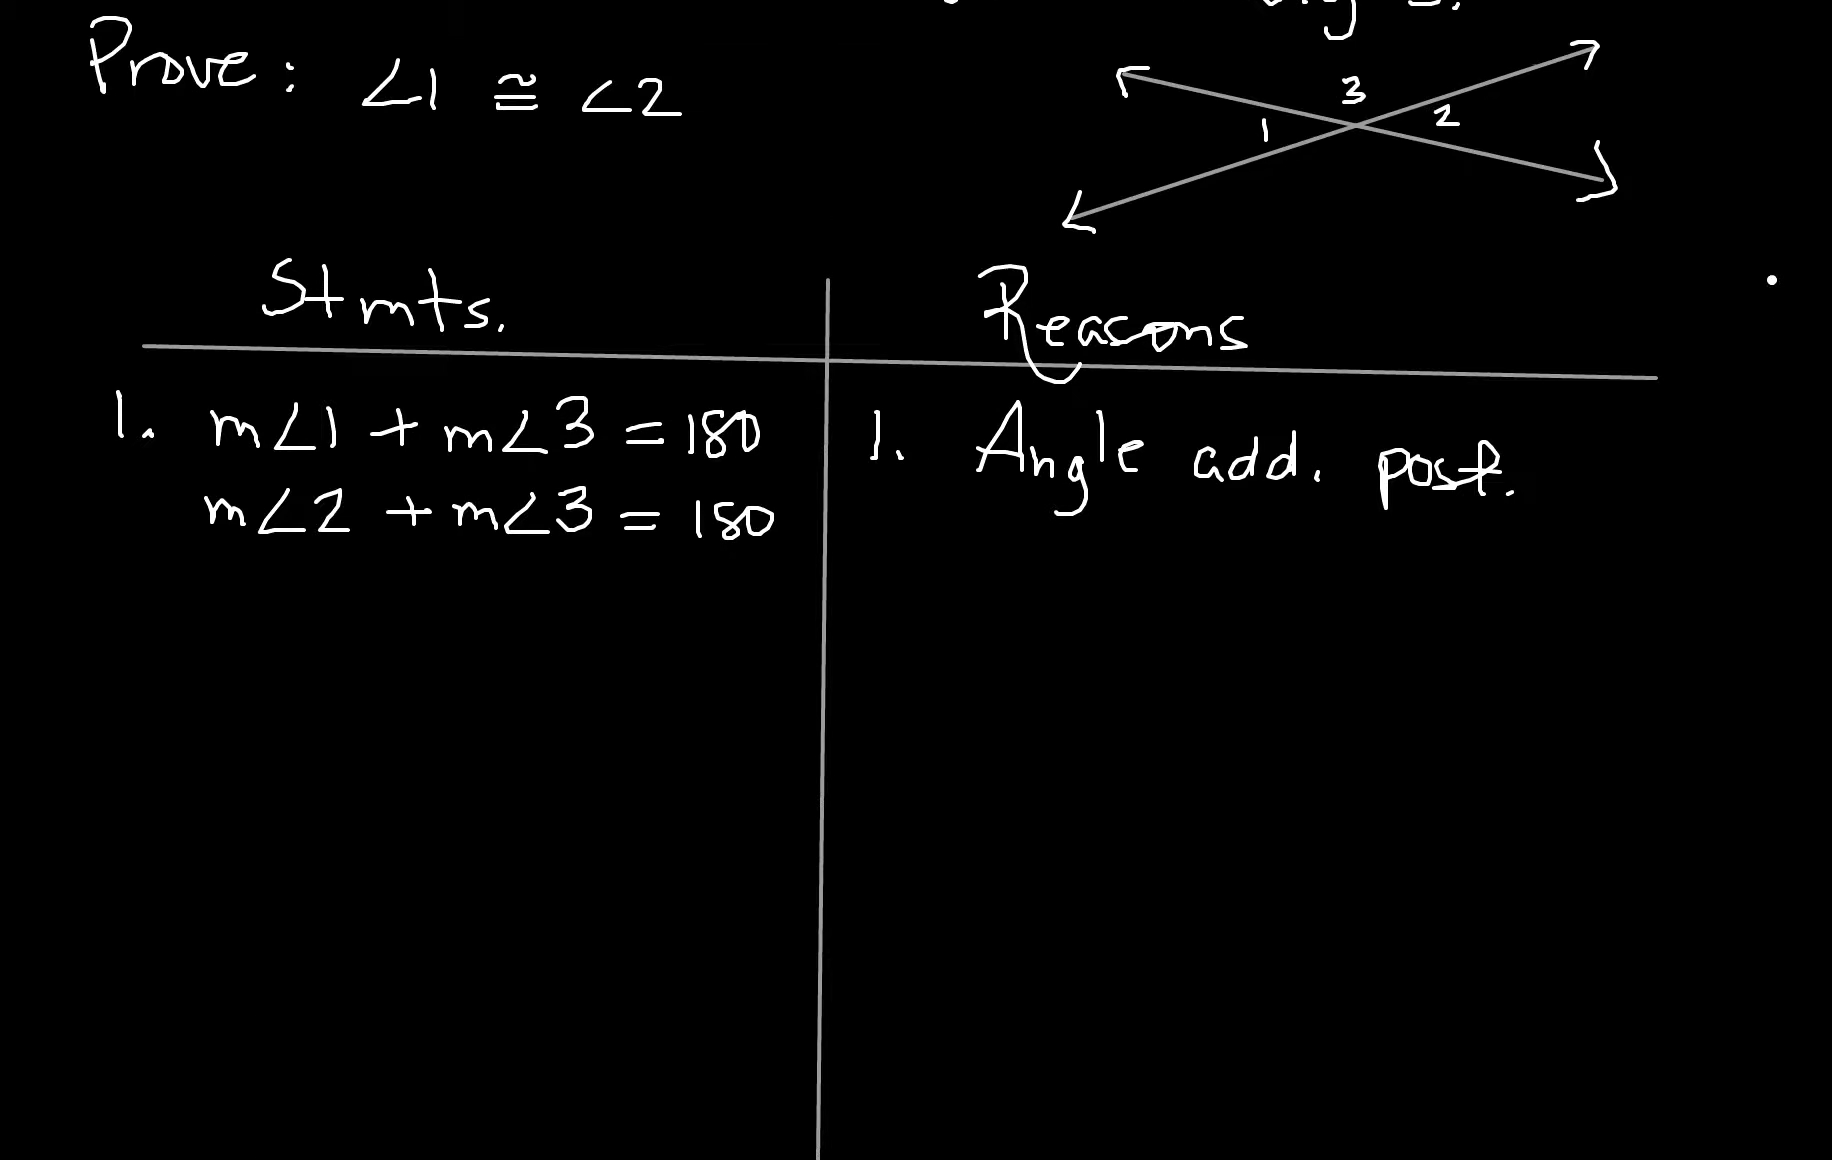 Prove: ∠1 ≅ ∠2
3
1
2
Stmts.
Reasons
1. m∠1 + m∠3 = 180
m∠2 + m∠3 = 180
1. Angle add. post.